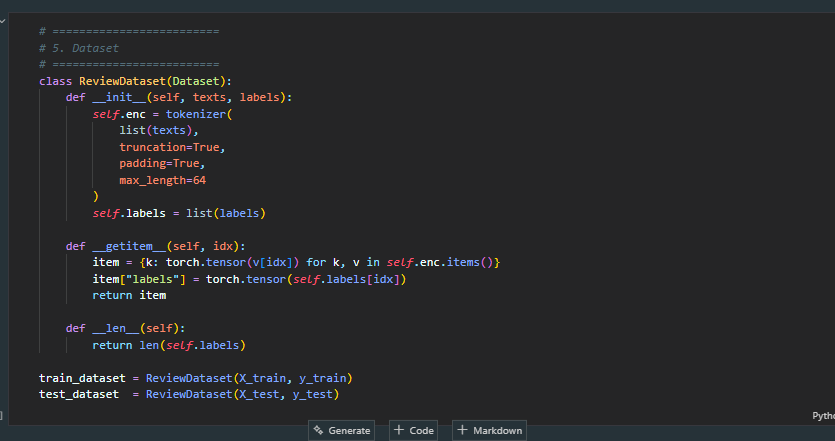 # =========================
# 5. Dataset
# =========================
class ReviewDataset(Dataset):
    def __init__(self, texts, labels):
        self.enc = tokenizer(
            list(texts),
            truncation=True,
            padding=True,
            max_length=64
        )
        self.labels = list(labels)

    def __getitem__(self, idx):
        item = {k: torch.tensor(v[idx]) for k, v in self.enc.items()}
        item["labels"] = torch.tensor(self.labels[idx])
        return item

    def __len__(self):
        return len(self.labels)

train_dataset = ReviewDataset(X_train, y_train)
test_dataset  = ReviewDataset(X_test, y_test)
Generate + Code + Markdown